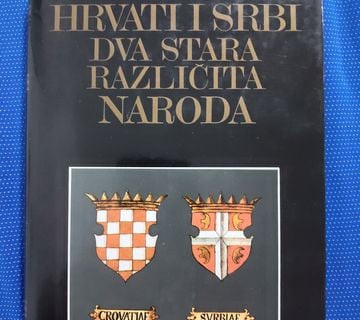 HRVATI I SRBI
DVA STARA
RAZLIČITA
NARODA
CROVATIAE
SVRBIAE